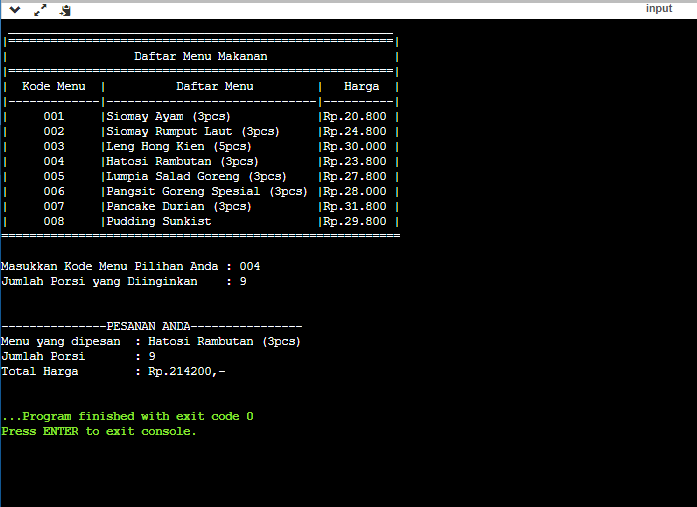 input
Daftar Menu Makanan
Kode Menu | Daftar Menu | Harga
001 |Siomay Ayam (3pcs) |Rp.20.800 |
002 |Siomay Rumput Laut (3pcs) |Rp.24.800 |
003 |Leng Hong Kien (5pcs) |Rp.30.000 |
004 |Hatosi Rambutan (3pcs) |Rp.23.800 |
005 |Lumpia Salad Goreng (3pcs) |Rp.27.800 |
006 |Pangsit Goreng Spesial (3pcs) |Rp.28.000 |
007 |Pancake Durian (3pcs) |Rp.31.800 |
008 |Pudding Sunkist |Rp.29.800 |
Masukkan Kode Menu Pilihan Anda : 004
Jumlah Porsi yang Diinginkan : 9
---------------PESANAN ANDA----------------
Menu yang dipesan : Hatosi Rambutan (3pcs)
Jumlah Porsi : 9
Total Harga : Rp.214200,-
...Program finished with exit code 0
Press ENTER to exit console.